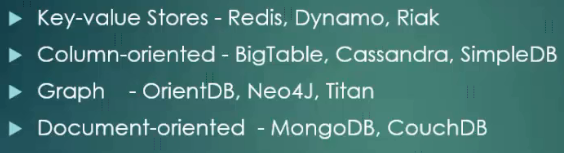 Key-value Stores - Redis, Dynamo, Riak
Column-oriented - BigTable, Cassandra, SimpleDB
Graph - OrientDB, Neo4J, Titan
Document-oriented - MongoDB, CouchDB